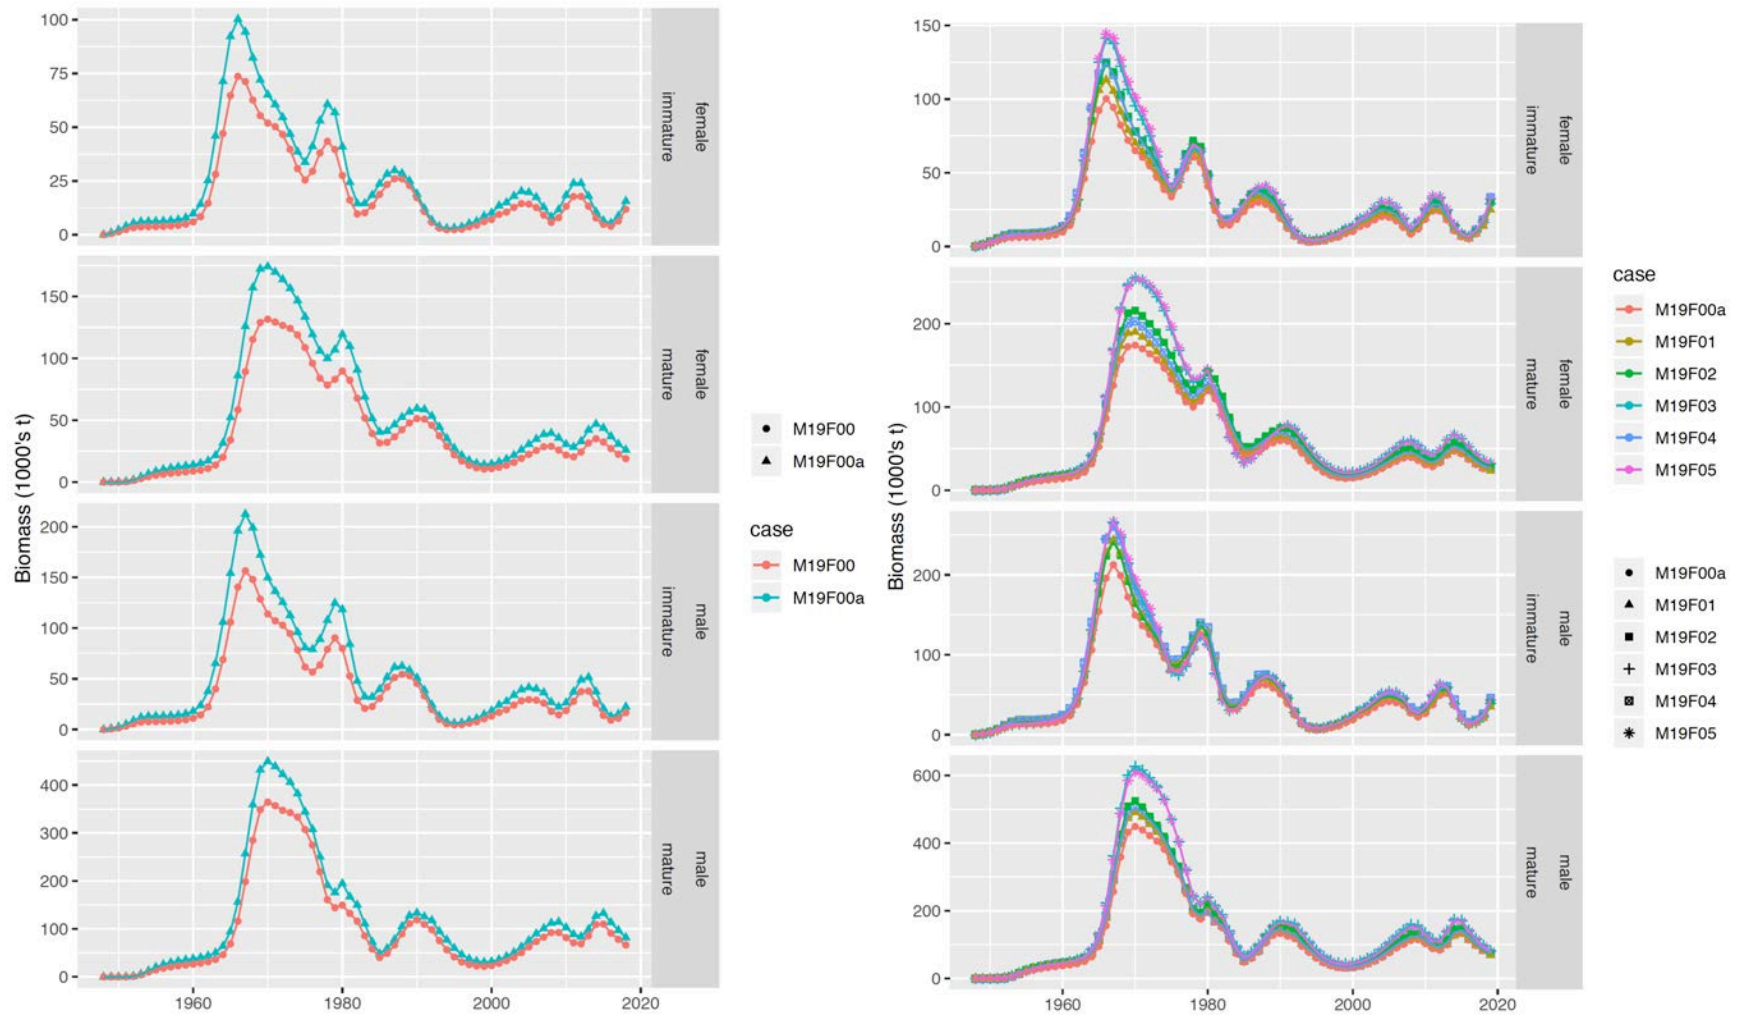 Biomass (1000's t)
100
75
50
25
0
female
immature
150
100
50
0
female
mature
200
150
100
50
0
male
immature
400
300
200
100
0
male
mature
1960
1980
2000
2020
M19F00
M19F00a
case
M19F00
M19F00a
Biomass (1000's t)
150
100
50
0
female
immature
200
100
0
female
mature
200
100
0
male
immature
600
400
200
0
male
mature
1960
1980
2000
2020
case
M19F00a
M19F01
M19F02
M19F03
M19F04
M19F05
M19F00a
M19F01
M19F02
M19F03
M19F04
M19F05